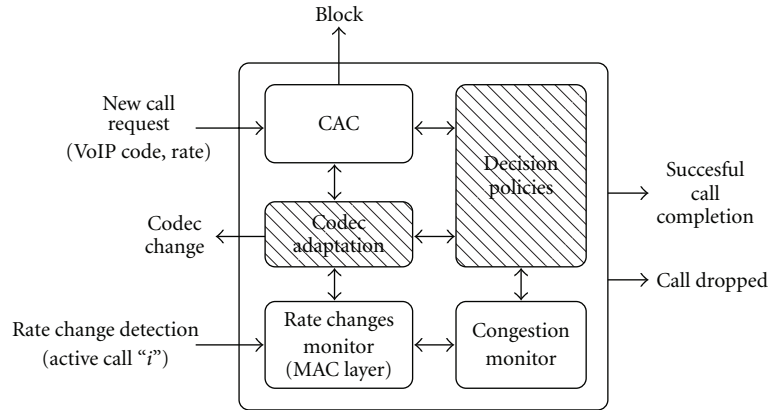 Block
New call
request
(VoIP code, rate)
CAC
Decision
policies
Succesful
call
completion
Codec
change
Codec
adaptation
Call dropped
Rate change detection
(active call “i”)
Rate changes
monitor
(MAC layer)
Congestion
monitor